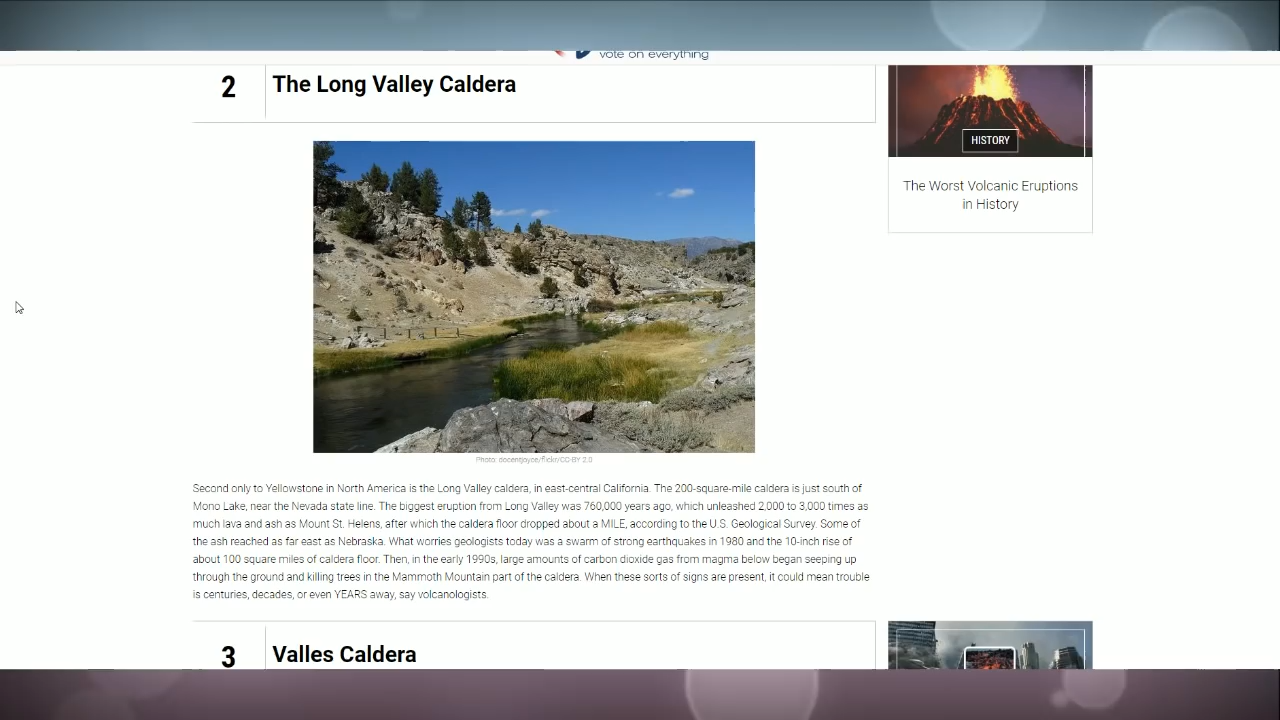 vote on everything
2
The Long Valley Caldera
HISTORY
The Worst Volcanic Eruptions
in History
Photo: docentjoyce/flickr/CC-BY 2.0
Second only to Yellowstone in North America is the Long Valley caldera, in east-central California. The 200-square-mile caldera is just south of
Mono Lake, near the Nevada state line. The biggest eruption from Long Valley was 760,000 years ago, which unleashed 2,000 to 3,000 times as
much lava and ash as Mount St. Helens, after which the caldera floor dropped about a MILE, according to the U.S. Geological Survey. Some of
the ash reached as far east as Nebraska. What worries geologists today was a swarm of strong earthquakes in 1980 and the 10-inch rise of
about 100 square miles of caldera floor. Then, in the early 1990s, large amounts of carbon dioxide gas from magma below began seeping up
through the ground and killing trees in the Mammoth Mountain part of the caldera. When these sorts of signs are present, it could mean trouble
is centuries, decades, or even YEARS away, say volcanologists.
3
Valles Caldera